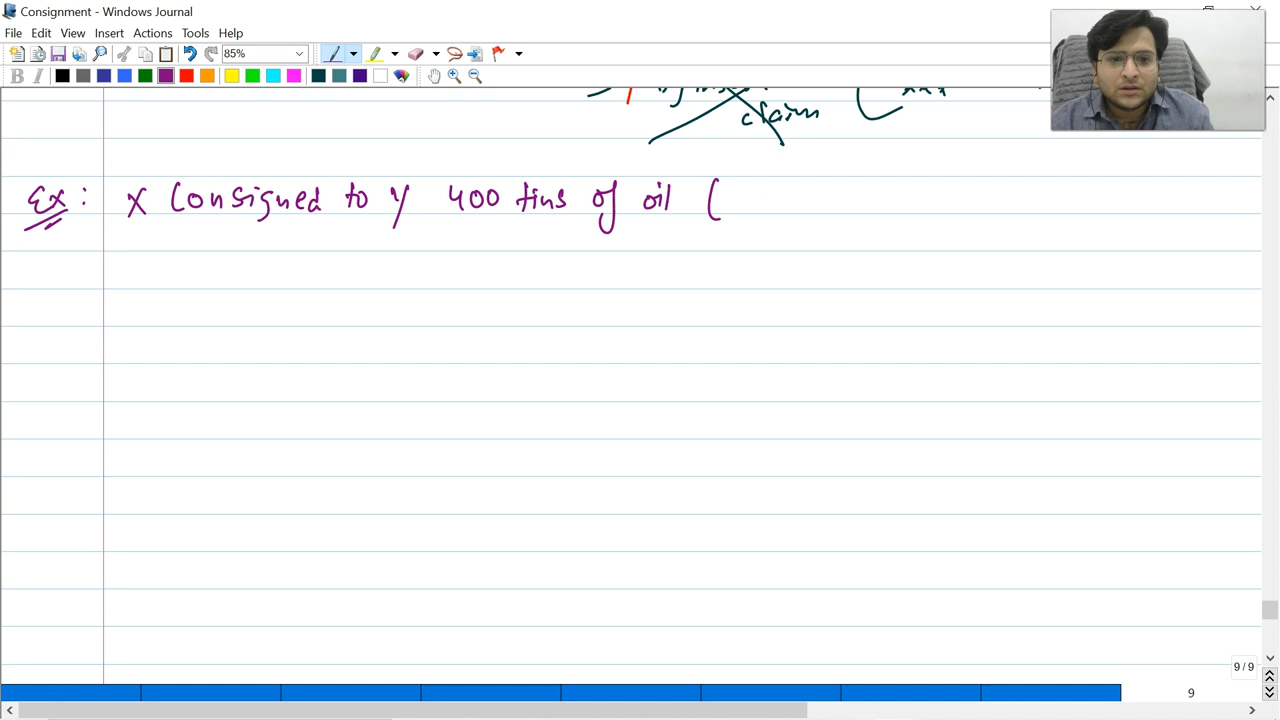 Consignment - Windows Journal
File Edit View Insert Actions Tools Help
85%
B I
claim
Ex: X Consigned to Y 400 tins of oil (
9 / 9
9